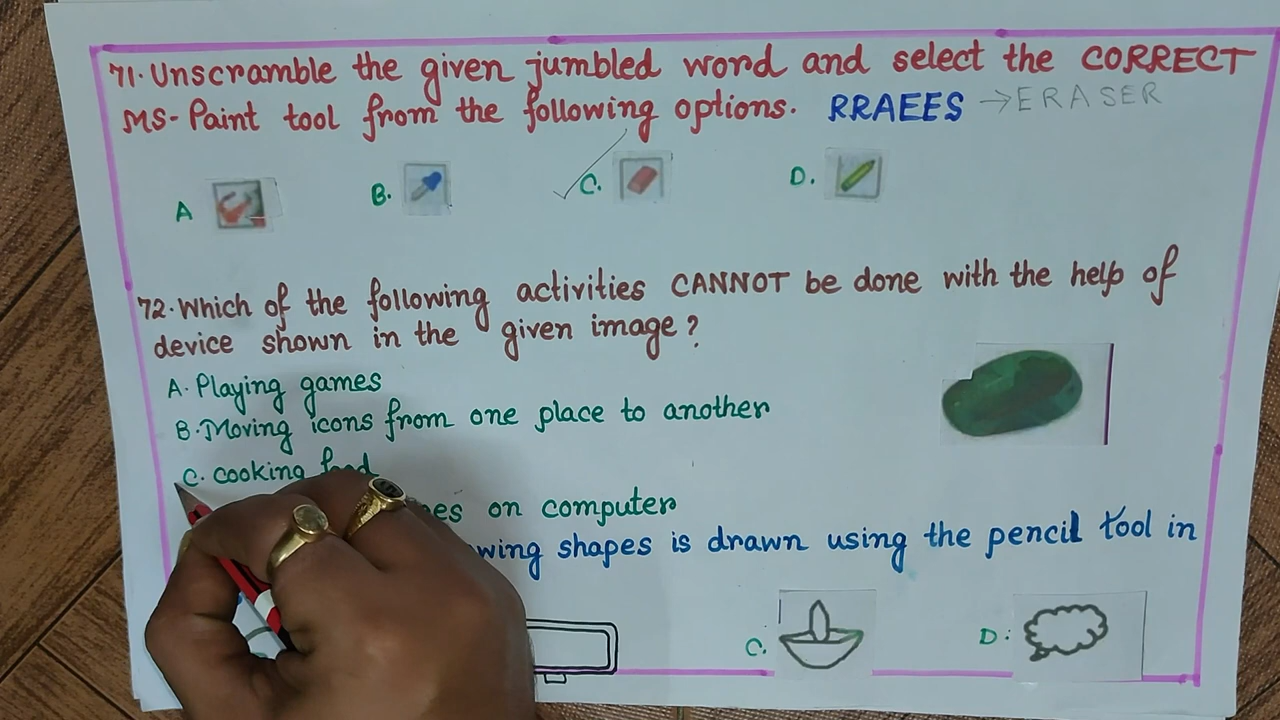 71. Unscramble the given jumbled word and select the CORRECT
MS-Paint tool from the following options. RRAEES → ERASER
A B. C. D.
72. Which of the following activities CANNOT be done with the help of
device shown in the given image?
A. Playing games
B. Moving icons from one place to another
C. Cooking food
on computer
shapes is drawn using the pencil tool in
C. D.